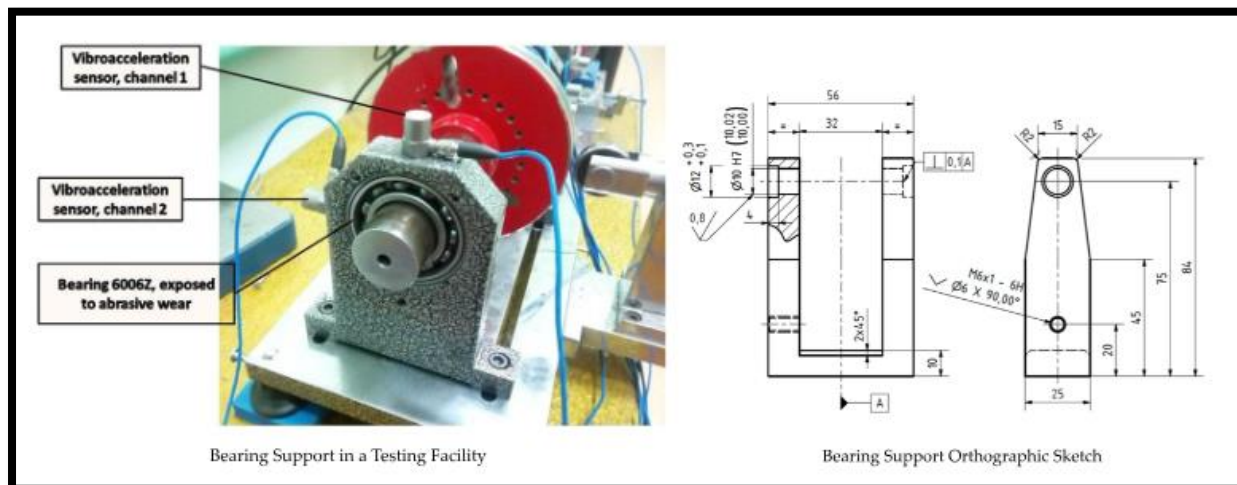 Vibroacceleration
sensor, channel 1
Vibroacceleration
sensor, channel 2
Bearing 6006Z, exposed
to abrasive wear
Bearing Support in a Testing Facility
56
=
32
=
Ø12 +0,3
+0,1
Ø10 H7 (10,02
10,00)
0,8
4
⊥ 0,1 A
2x45°
10
A
15
R2
R2
M6x1 - 6H
Ø6 X 90,00°
20
45
75
84
25
Bearing Support Orthographic Sketch